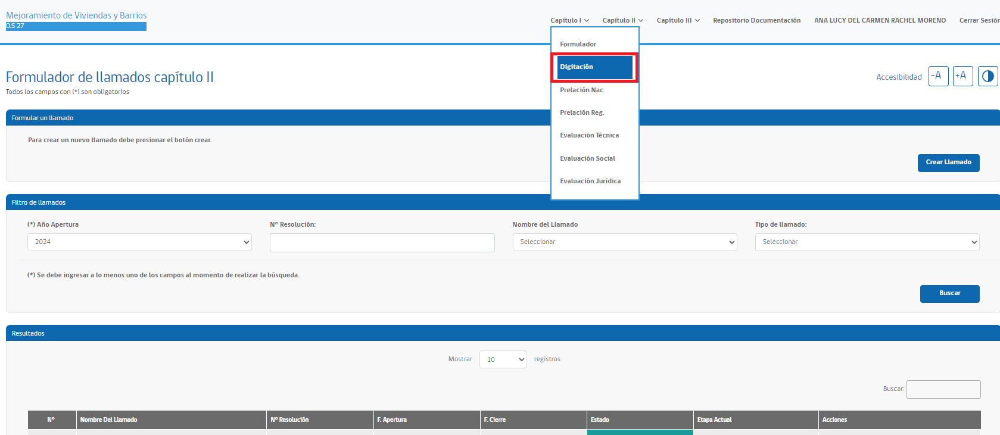 Mejoramiento de Viviendas y Barrios
D.S 27
Capítulo I
Capítulo II
Capítulo III
Repositorio Documentación
ANA LUCY DEL CARMEN RACHEL MORENO
Cerrar Sesión
Formulador
Digitación
Prelación Nac.
Prelación Reg.
Evaluación Técnica
Evaluación Social
Evaluación Jurídica
Formulador de llamados capítulo II
Todos los campos con (*) son obligatorios
Accesibilidad
-A
+A
Formular un llamado
Para crear un nuevo llamado debe presionar el botón crear.
Crear Llamado
Filtro de llamados
(*) Año Apertura
Nº Resolución:
Nombre del Llamado
Tipo de llamado:
2024
Seleccionar
Seleccionar
(*) Se debe ingresar a lo menos uno de los campos al momento de realizar la búsqueda.
Buscar
Resultados
Mostrar 10 registros
Buscar:
Nº
Nombre Del Llamado
Nº Resolución
F. Apertura
F. Cierre
Estado
Etapa Actual
Acciones